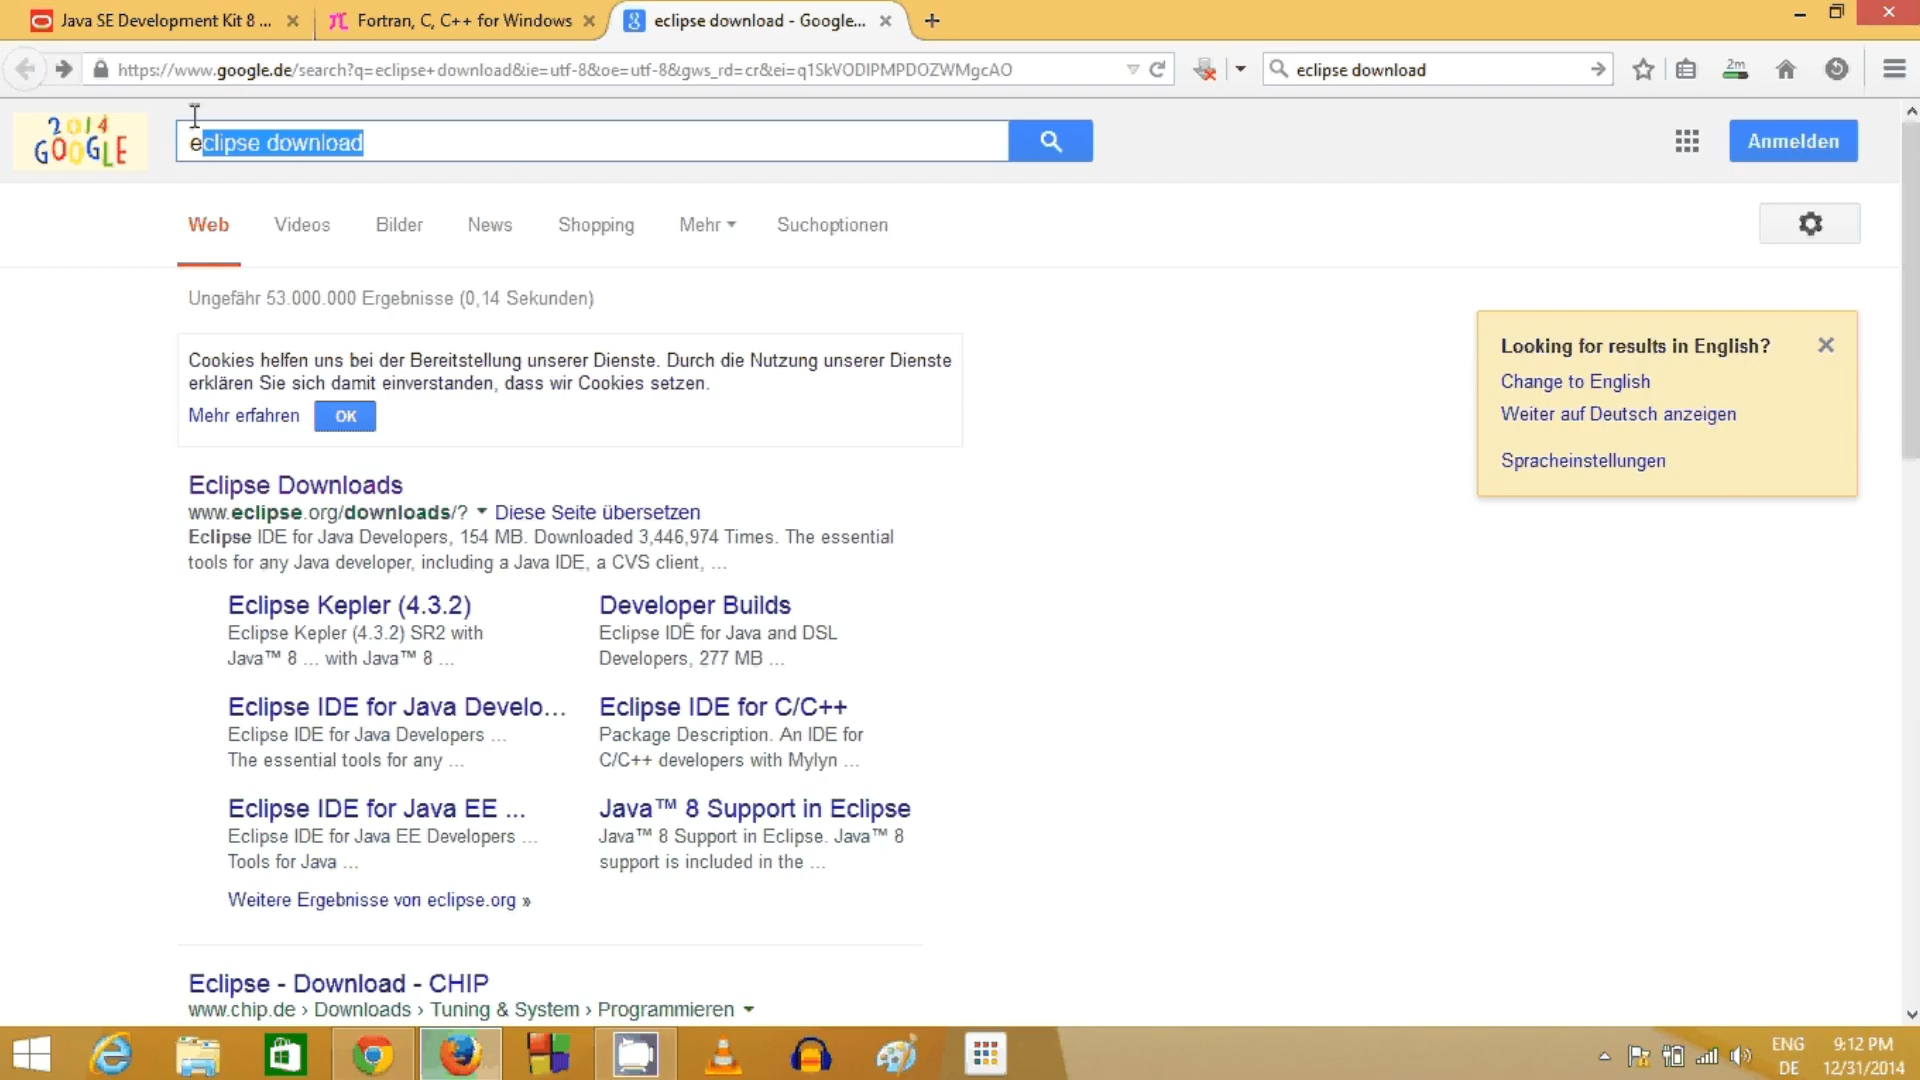 Java SE Development Kit 8 ... Fortran, C, C++ for Windows eclipse download - Google...
https://www.google.de/search?q=eclipse+download&ie=utf-8&oe=utf-8&gws_rd=cr&ei=q1SkVODIPMPDOZWMgcAO eclipse download 2m
2014
GOOGLE
eclipse download
Anmelden
Web Videos Bilder News Shopping Mehr Suchoptionen
Ungefähr 53.000.000 Ergebnisse (0,14 Sekunden)
Cookies helfen uns bei der Bereitstellung unserer Dienste. Durch die Nutzung unserer Dienste
erklären Sie sich damit einverstanden, dass wir Cookies setzen.
Mehr erfahren OK
Looking for results in English?
Change to English
Weiter auf Deutsch anzeigen
Spracheinstellungen
Eclipse Downloads
www.eclipse.org/downloads/? Diese Seite übersetzen
Eclipse IDE for Java Developers, 154 MB. Downloaded 3,446,974 Times. The essential
tools for any Java developer, including a Java IDE, a CVS client, ...
Eclipse Kepler (4.3.2)
Eclipse Kepler (4.3.2) SR2 with
Java™ 8 ... with Java™ 8 ...
Developer Builds
Eclipse IDE for Java and DSL
Developers, 277 MB ...
Eclipse IDE for Java Develo...
Eclipse IDE for Java Developers ...
The essential tools for any ...
Eclipse IDE for C/C++
Package Description. An IDE for
C/C++ developers with Mylyn ...
Eclipse IDE for Java EE ...
Eclipse IDE for Java EE Developers ...
Tools for Java ...
Java™ 8 Support in Eclipse
Java™ 8 Support in Eclipse. Java™ 8
support is included in the ...
Weitere Ergebnisse von eclipse.org »
Eclipse - Download - CHIP
www.chip.de › Downloads › Tuning & System › Programmieren
ENG 9:12 PM
DE 12/31/2014